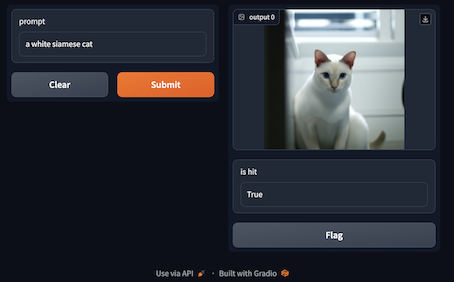 prompt
a white siamese cat
Clear
Submit
output 0
is hit
True
Flag
Use via API · Built with Gradio